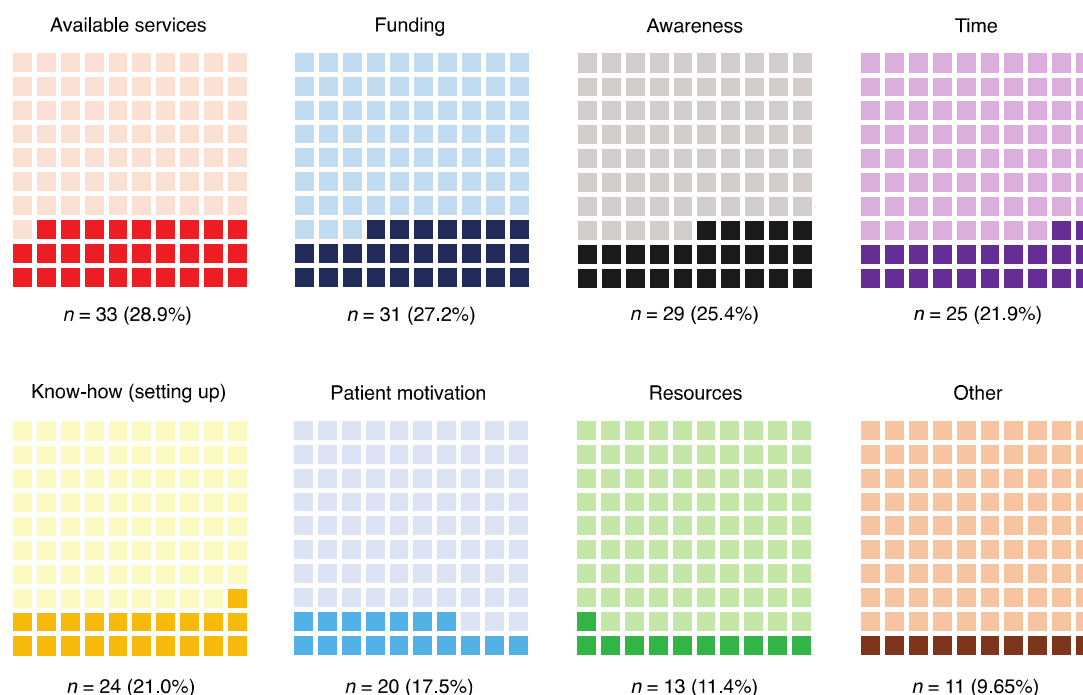 Available services
Funding
Awareness
Time
n = 33 (28.9%)
n = 31 (27.2%)
n = 29 (25.4%)
n = 25 (21.9%)
Know-how (setting up)
Patient motivation
Resources
Other
n = 24 (21.0%)
n = 20 (17.5%)
n = 13 (11.4%)
n = 11 (9.65%)